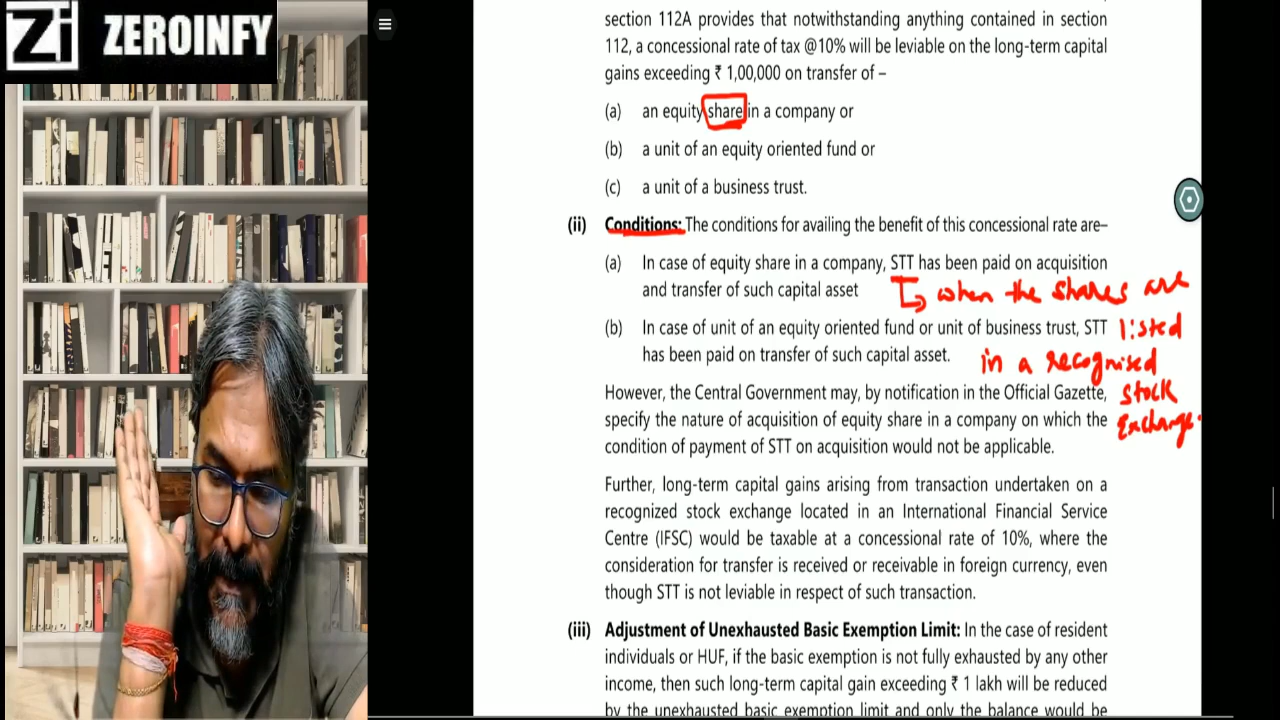 Zi ZEROINFY
section 112A provides that notwithstanding anything contained in section
112, a concessional rate of tax @10% will be leviable on the long-term capital
gains exceeding ₹ 1,00,000 on transfer of –
(a) an equity share in a company or
(b) a unit of an equity oriented fund or
(c) a unit of a business trust.
(ii) Conditions: The conditions for availing the benefit of this concessional rate are–
(a) In case of equity share in a company, STT has been paid on acquisition
and transfer of such capital asset
when the shares are
listed
in a recognised
stock
Exchange.
(b) In case of unit of an equity oriented fund or unit of business trust, STT
has been paid on transfer of such capital asset.
However, the Central Government may, by notification in the Official Gazette,
specify the nature of acquisition of equity share in a company on which the
condition of payment of STT on acquisition would not be applicable.
Further, long-term capital gains arising from transaction undertaken on a
recognized stock exchange located in an International Financial Service
Centre (IFSC) would be taxable at a concessional rate of 10%, where the
consideration for transfer is received or receivable in foreign currency, even
though STT is not leviable in respect of such transaction.
(iii) Adjustment of Unexhausted Basic Exemption Limit: In the case of resident
individuals or HUF, if the basic exemption is not fully exhausted by any other
income, then such long-term capital gain exceeding ₹ 1 lakh will be reduced
by the unexhausted basic exemption limit and only the balance would be